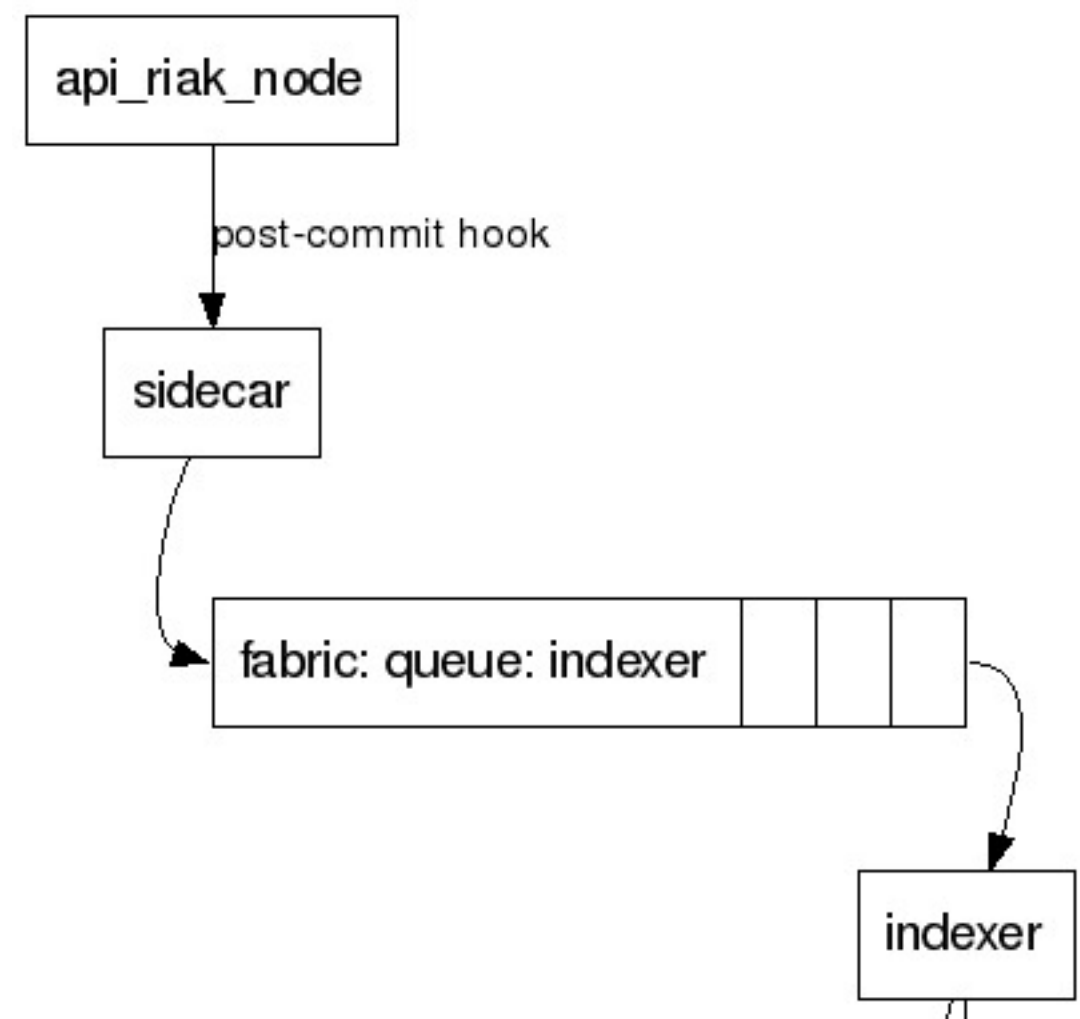 api_riak_node
post-commit hook
sidecar
fabric: queue: indexer
indexer